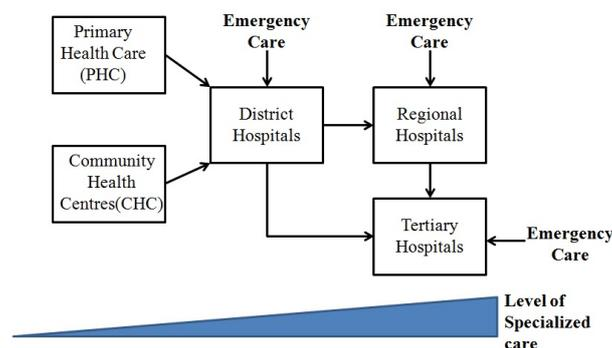 Primary
Health Care
(PHC)
Community
Health
Centres(CHC)
Emergency
Care
District
Hospitals
Emergency
Care
Regional
Hospitals
Tertiary
Hospitals
Emergency
Care
Level of
Specialized
care